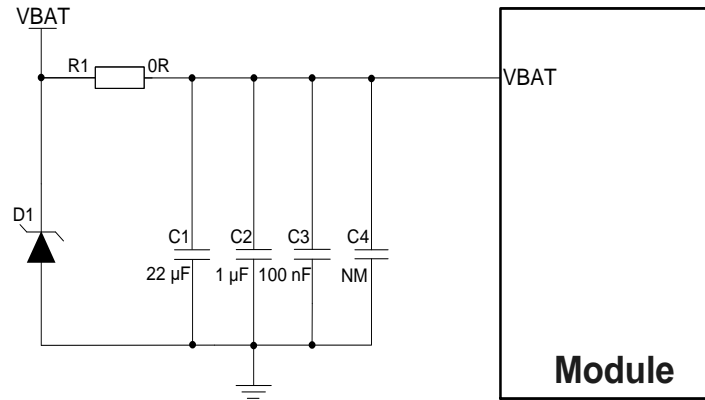 VBAT
R1 0R
VBAT
D1
C1 C2 C3 C4
22 µF 1 µF 100 nF NM
Module